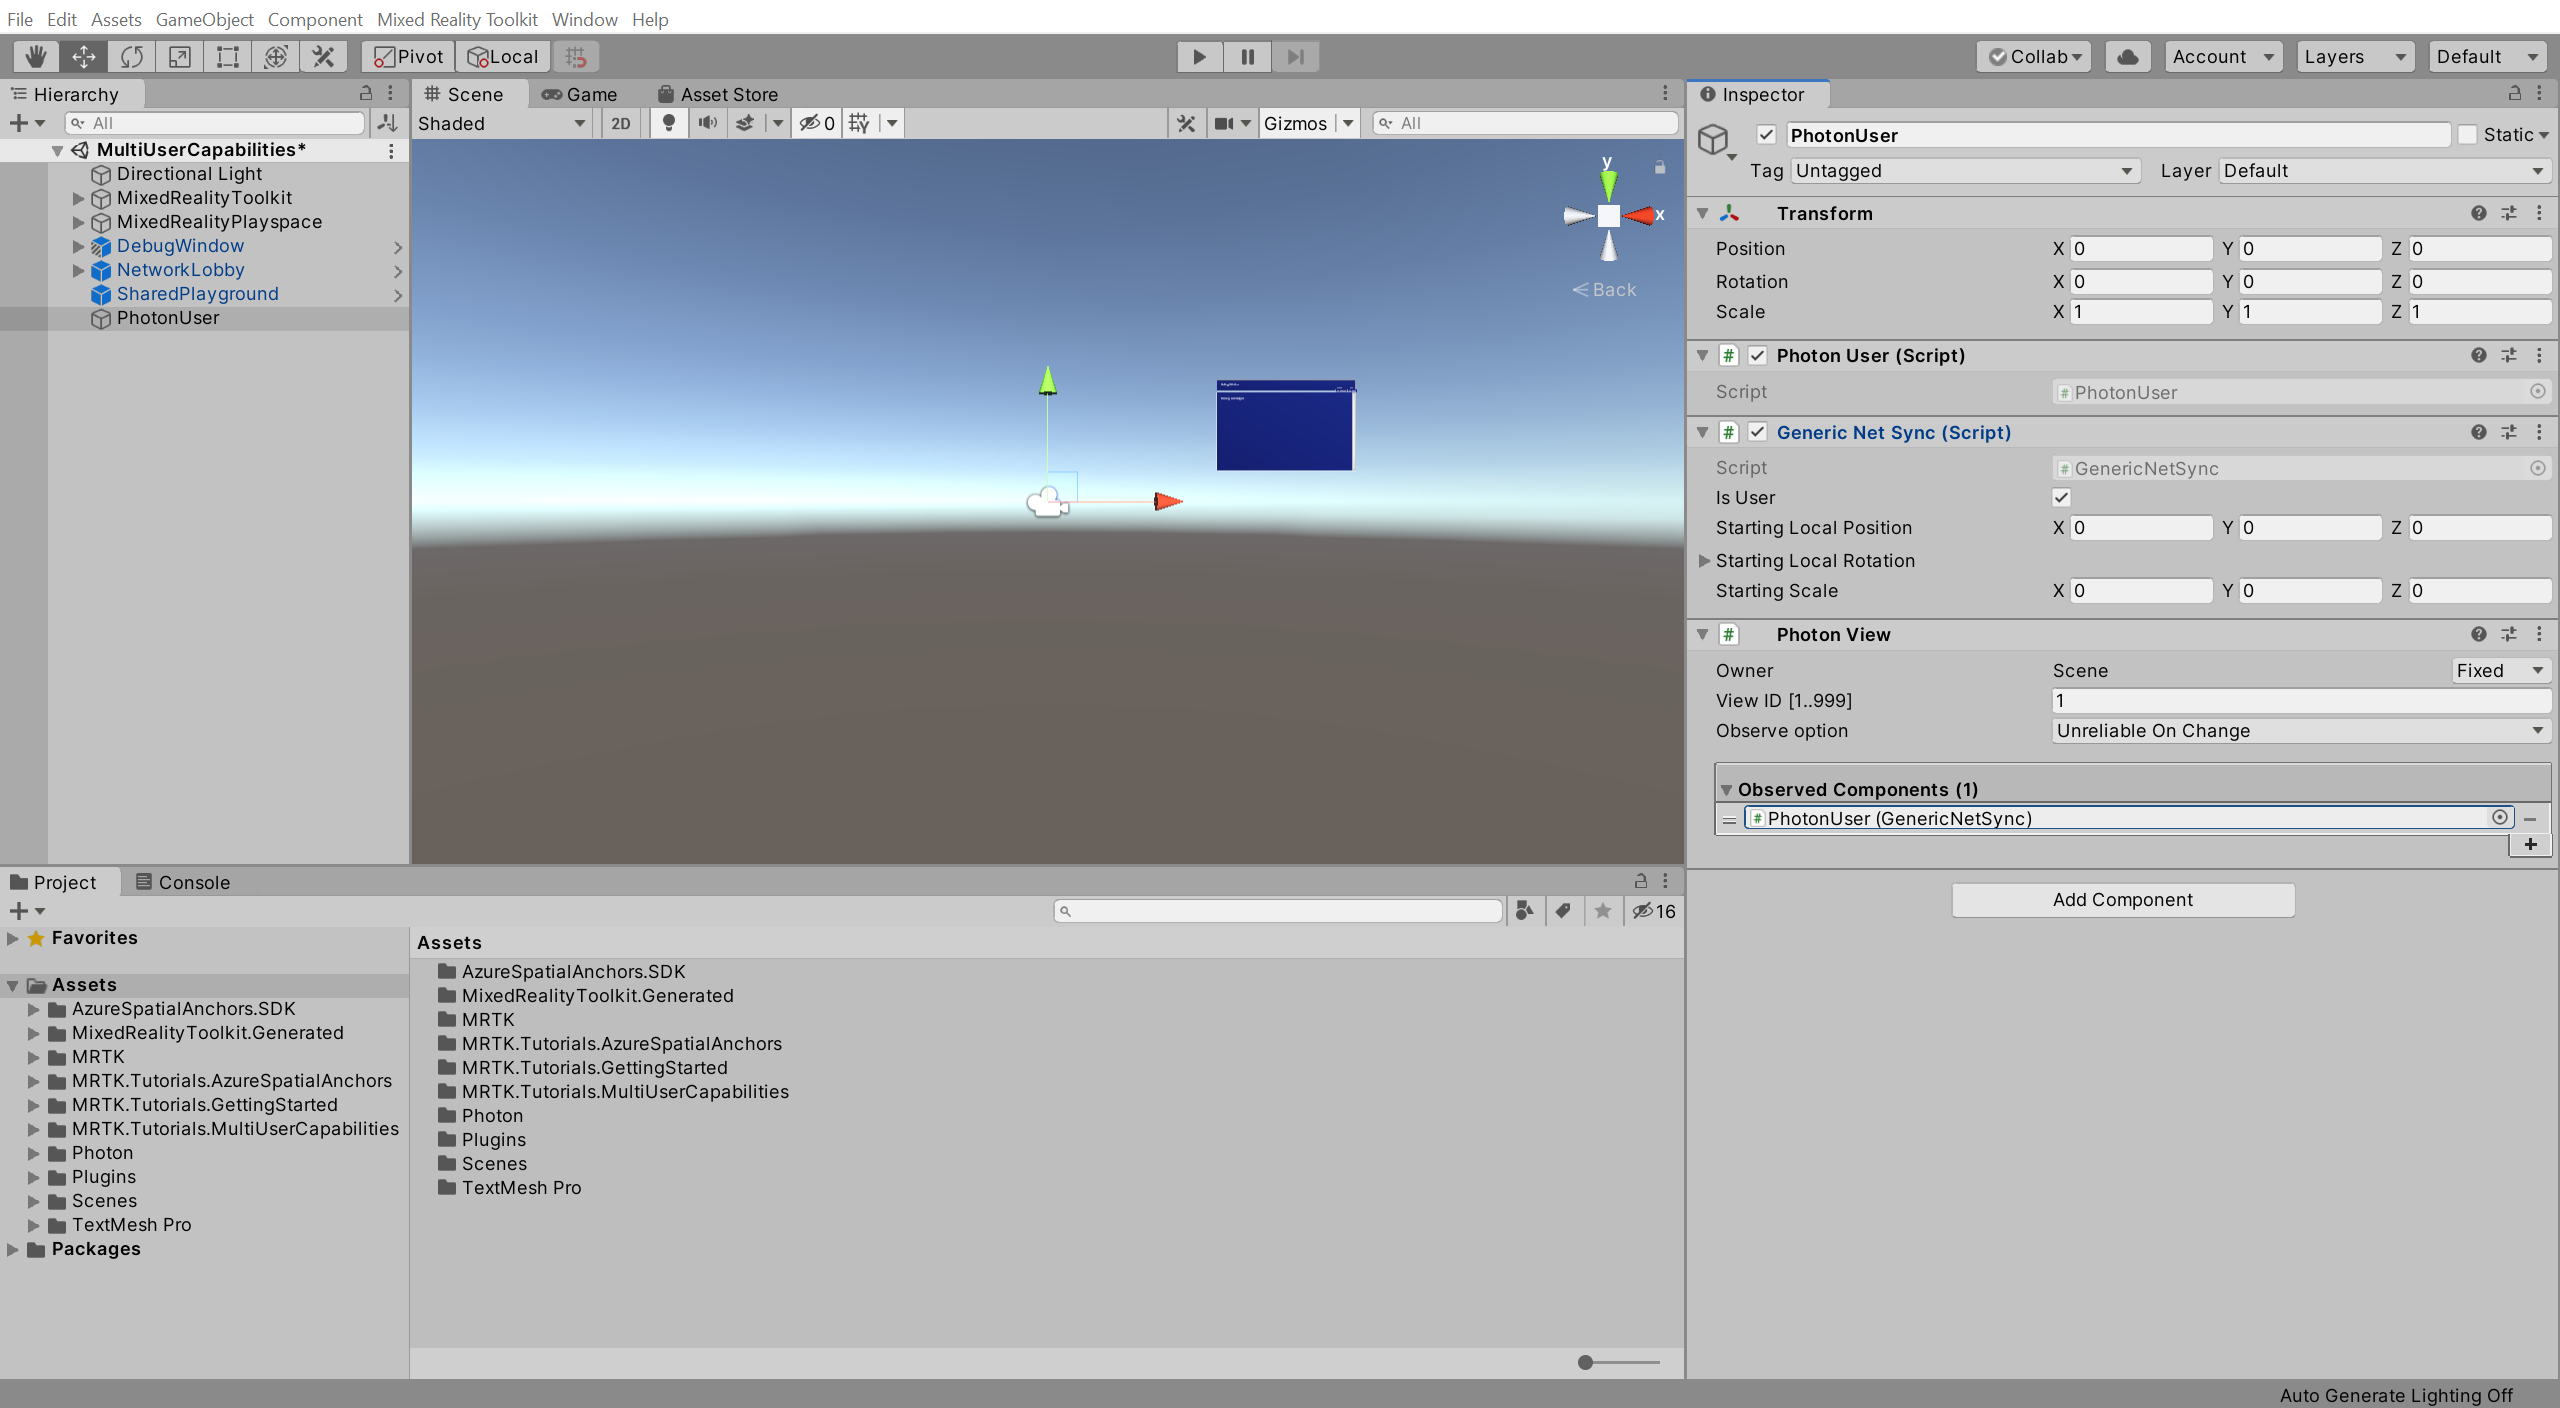 File Edit Assets GameObject Component Mixed Reality Toolkit Window Help
Pivot Local Collab Account Layers Default
Hierarchy
All
MultiUserCapabilities*
Directional Light
MixedRealityToolkit
MixedRealityPlayspace
DebugWindow
NetworkLobby
SharedPlayground
PhotonUser
Scene Game Asset Store
Shaded 2D 0 Gizmos All
y
x
Back
Inspector
PhotonUser Static
Tag Untagged Layer Default
Transform
Position X 0 Y 0 Z 0
Rotation X 0 Y 0 Z 0
Scale X 1 Y 1 Z 1
Photon User (Script)
Script PhotonUser
Generic Net Sync (Script)
Script GenericNetSync
Is User
Starting Local Position X 0 Y 0 Z 0
Starting Local Rotation
Starting Scale X 0 Y 0 Z 0
Photon View
Owner Scene Fixed
View ID [1..999] 1
Observe option Unreliable On Change
Observed Components (1)
PhotonUser (GenericNetSync)
Add Component
Project Console
16
Favorites
Assets
AzureSpatialAnchors.SDK
MixedRealityToolkit.Generated
MRTK
MRTK.Tutorials.AzureSpatialAnchors
MRTK.Tutorials.GettingStarted
MRTK.Tutorials.MultiUserCapabilities
Photon
Plugins
Scenes
TextMesh Pro
Packages
Assets
AzureSpatialAnchors.SDK
MixedRealityToolkit.Generated
MRTK
MRTK.Tutorials.AzureSpatialAnchors
MRTK.Tutorials.GettingStarted
MRTK.Tutorials.MultiUserCapabilities
Photon
Plugins
Scenes
TextMesh Pro
Auto Generate Lighting Off